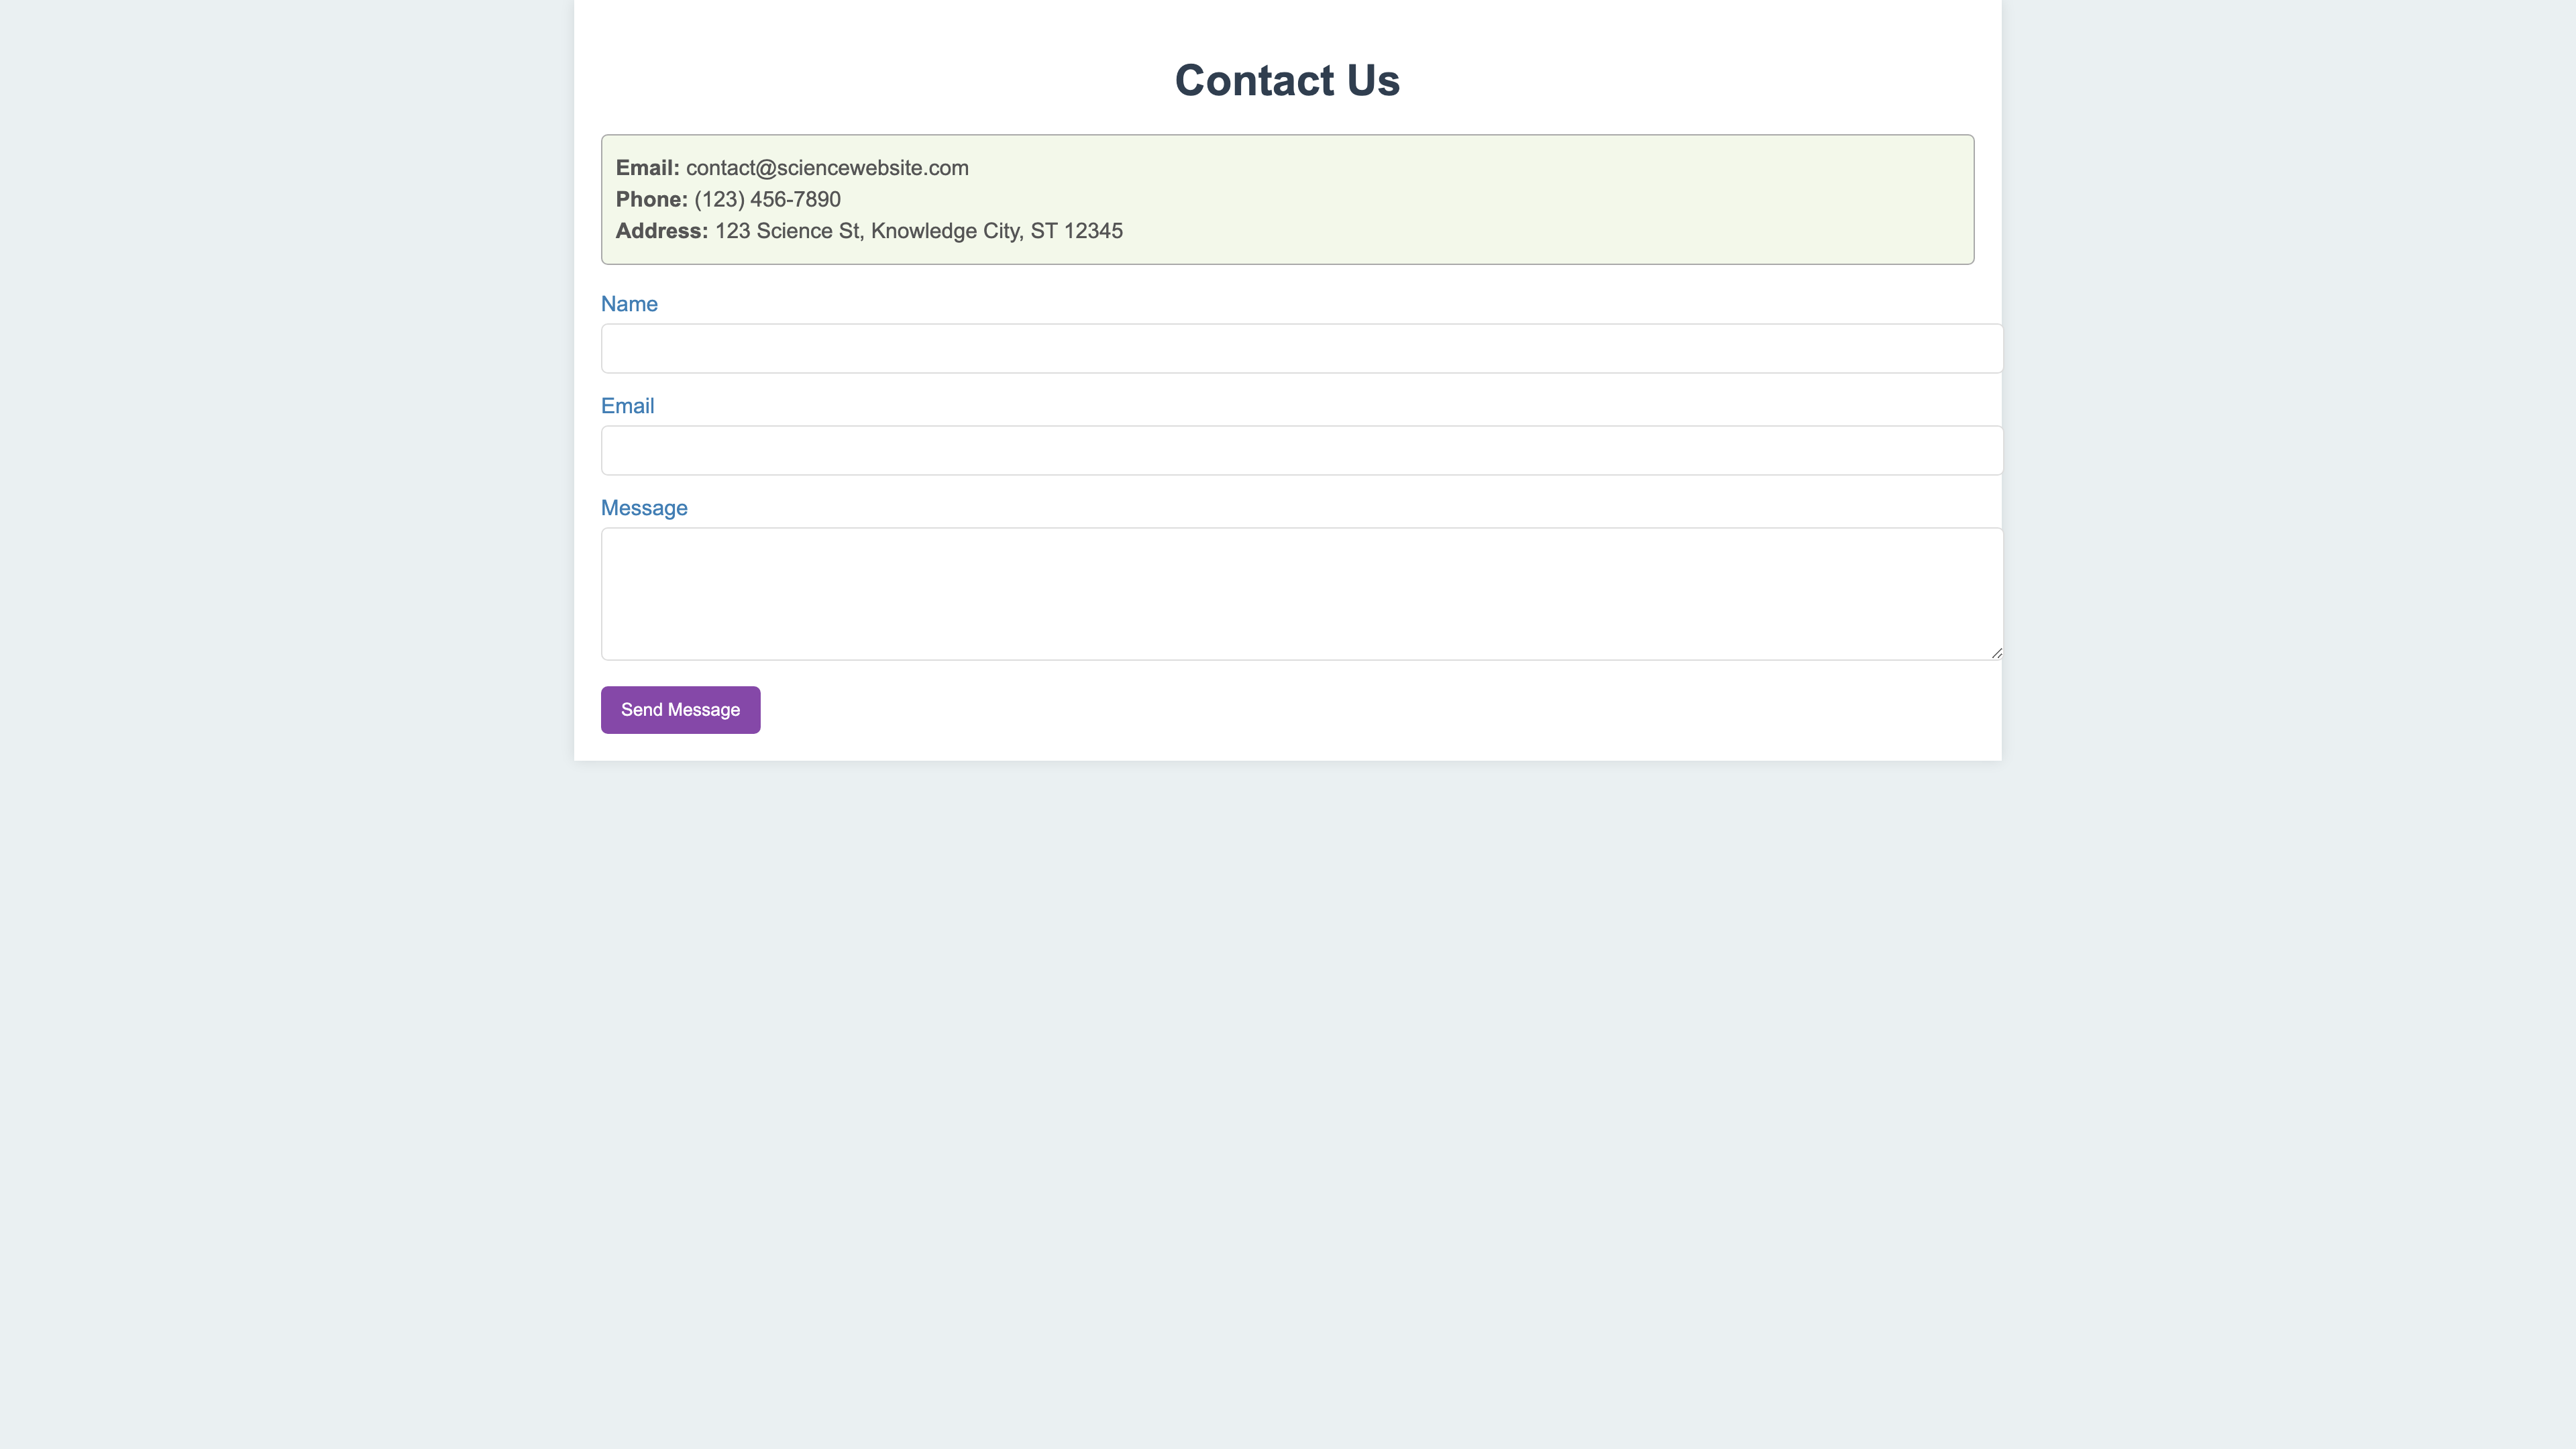 Contact Us
Email: contact@sciencewebsite.com
Phone: (123) 456-7890
Address: 123 Science St, Knowledge City, ST 12345
Name
Email
Message
Send Message